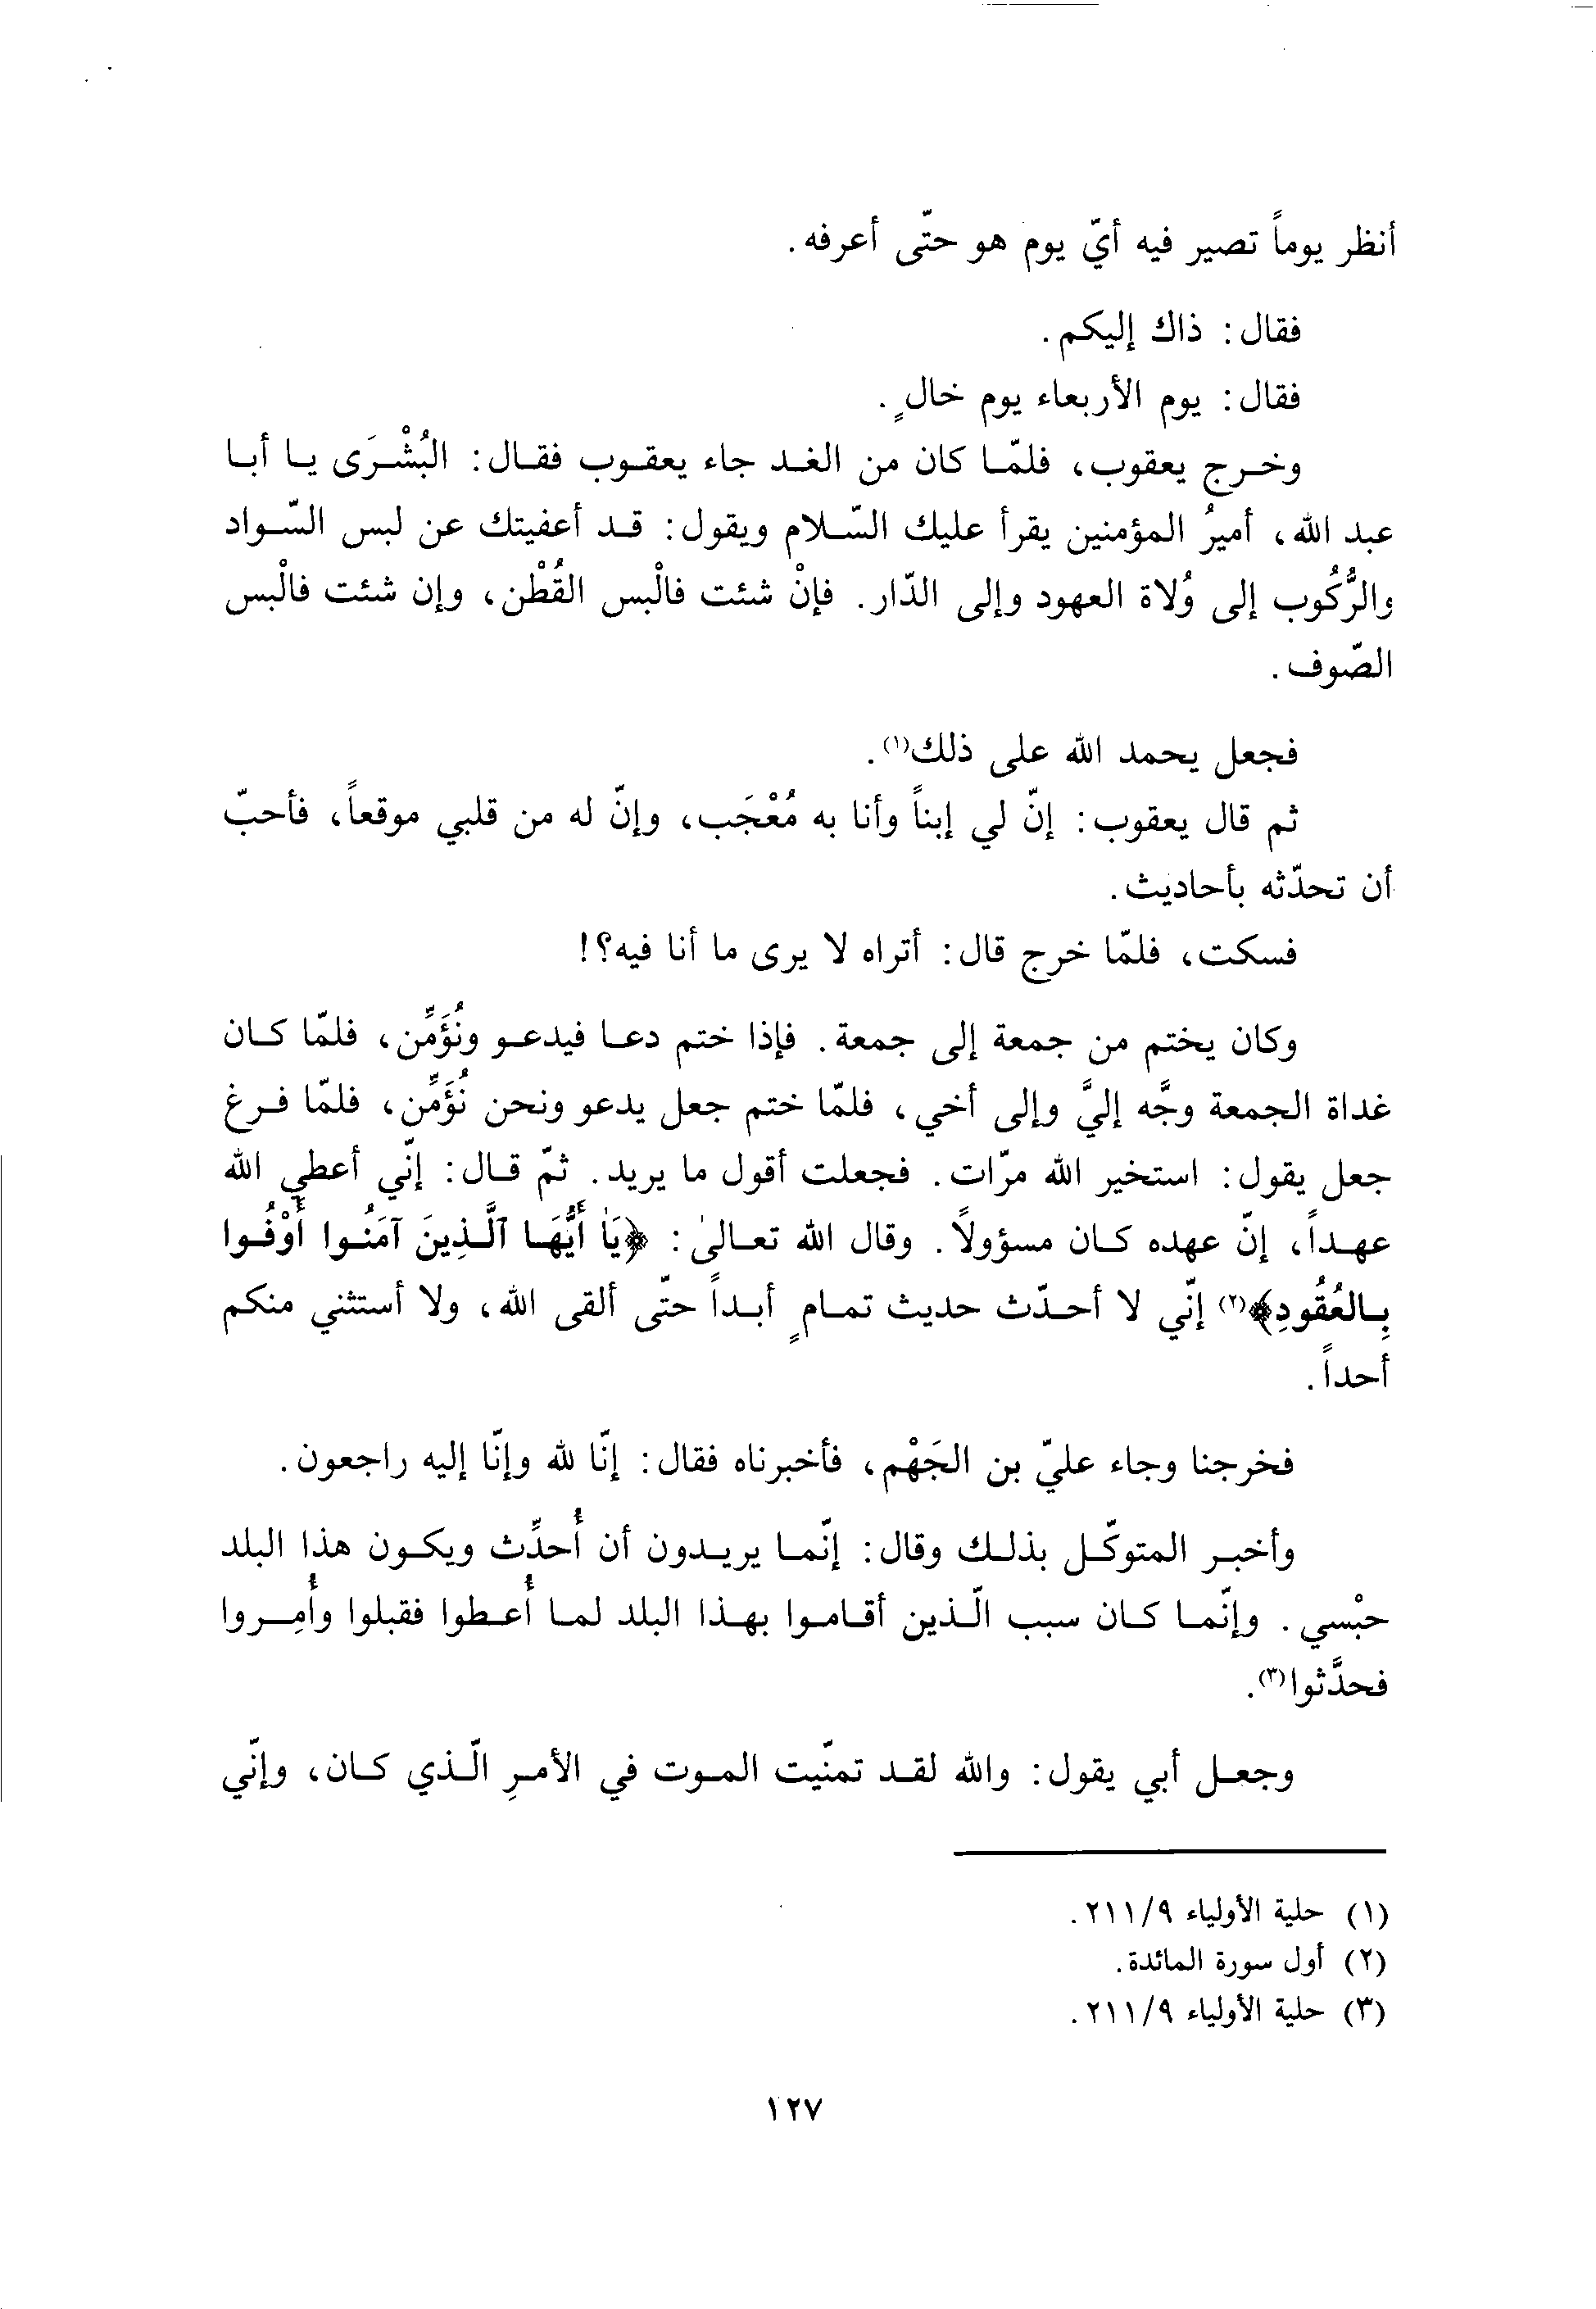 أنظر يوماً تصير فيه أيّ يوم هو حتّى أعرفه.
فقال: ذاك إليكم.
فقال: يوم الأربعاء يوم خالٍ.
وخرج يعقوب، فلمّا كان من الغد جاء يعقوب فقال: البُشْرَى يا أبا
عبد الله، أميرُ المؤمنين يقرأ عليك السّلام ويقول: قد أعفيتك عن لبس السّواد
والرُّكُوب إلى وُلاة العهود وإلى الدّار. فإنْ شئت فالْبس القُطْن، وإن شئت فالْبس
الصّوف.
فجعل يحمد الله على ذلك(١).
ثم قال يعقوب: إنّ لي إبناً وأنا به مُعْجَب، وإنّ له من قلبي موقعاً، فأحبّ
أن تحدّثه بأحاديث.
فسكت، فلمّا خرج قال: أتراه لا يرى ما أنا فيه؟!
وكان يختم من جمعة إلى جمعة. فإذا ختم دعا فيدعو ونُؤَمِّن، فلمّا كان
غداة الجمعة وجَّه إليَّ وإلى أخي، فلمّا ختم جعل يدعو ونحن نُؤَمِّن، فلمّا فرغ
جعل يقول: استخير الله مرّات. فجعلت أقول ما يريد. ثمّ قال: إنّي أعطي الله
عهداً، إنّ عهده كان مسؤولاً. وقال الله تعالىٰ: ﴿يَا أَيُّهَا ٱلَّذِينَ آمَنُوا أَوْفُوا
بِالعُقُودِ﴾(٢) إنّي لا أحدّث حديث تمامٍ أبداً حتّى ألقى الله، ولا أستثني منكم
أحداً.
فخرجنا وجاء عليّ بن الجَهْم، فأخبرناه فقال: إنّا لله وإنّا إليه راجعون.
وأخبر المتوكّل بذلك وقال: إنّما يريدون أن أُحدِّث ويكون هذا البلد
حبْسي. وإنّما كان سبب الّذين أقاموا بهذا البلد لما أُعطوا فقبلوا وأُمِروا
فحدَّثوا(٣).
وجعل أبي يقول: والله لقد تمنّيت الموت في الأمرِ الّذي كان، وإنّي
(١) حلية الأولياء ٢١١/٩.
(٢) أول سورة المائدة.
(٣) حلية الأولياء ٢١١/٩.
١٢٧